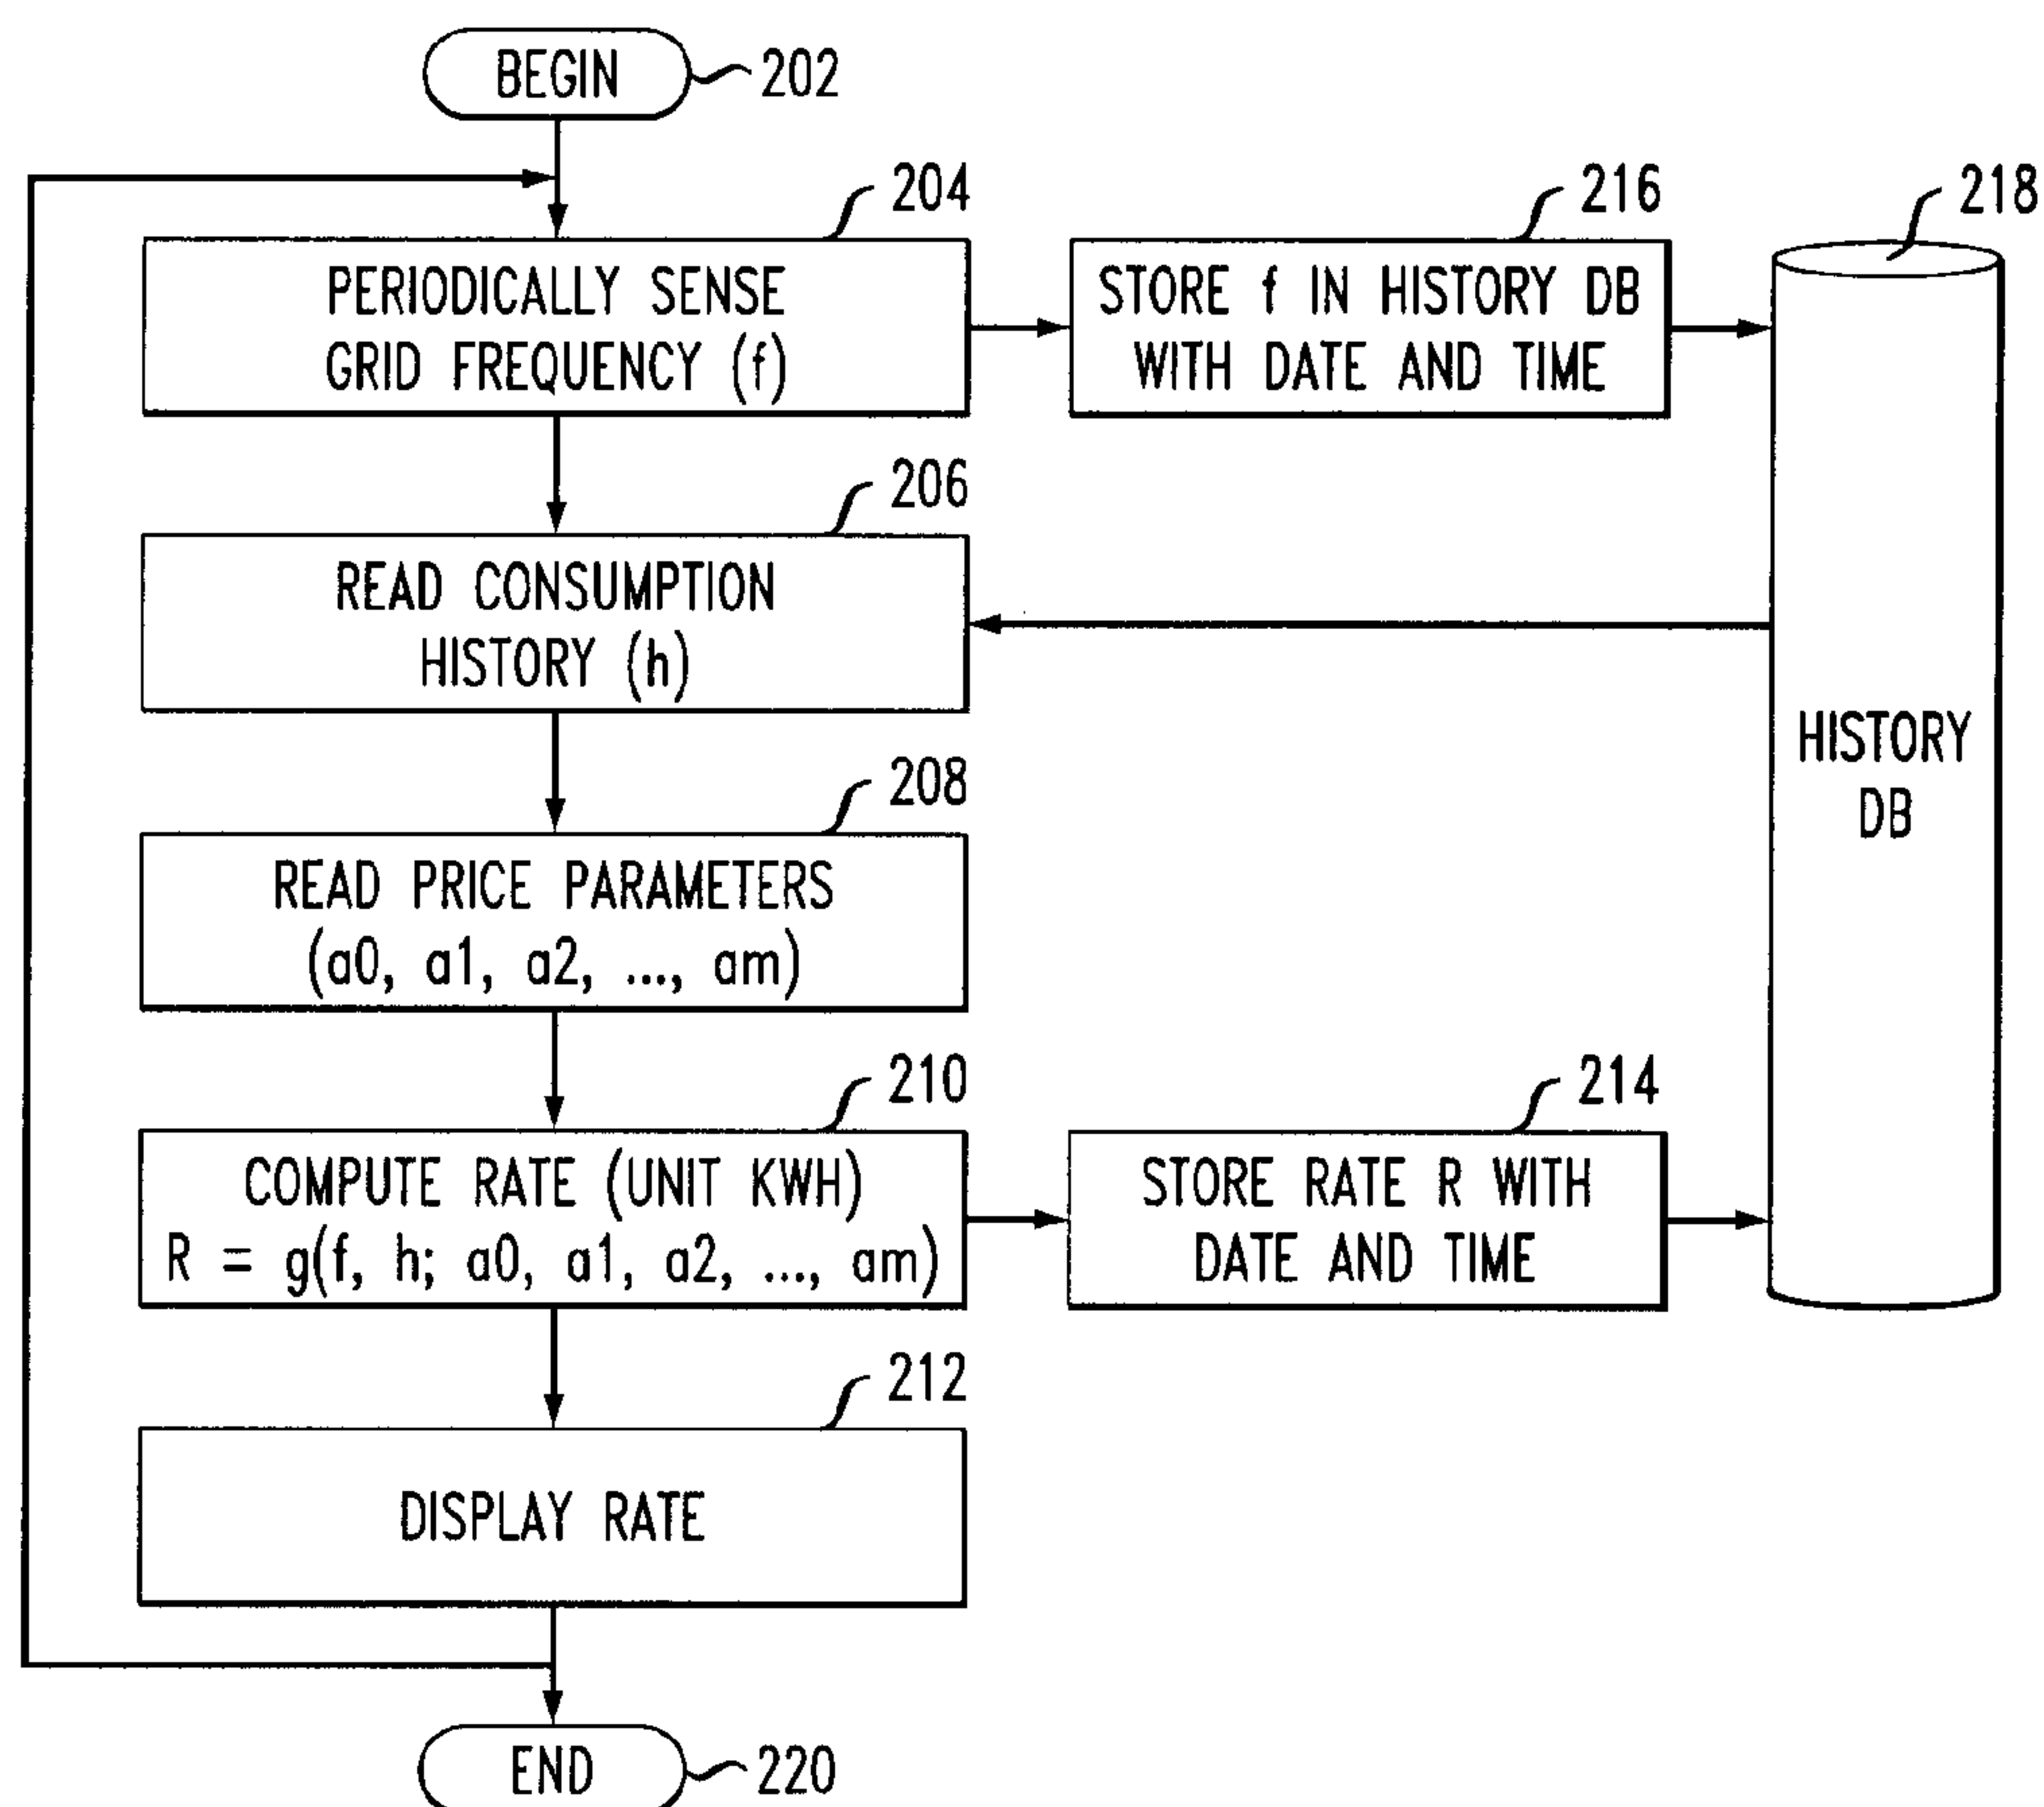 BEGIN
202
204
PERIODICALLY SENSE
GRID FREQUENCY (f)
216
STORE f IN HISTORY DB
WITH DATE AND TIME
218
HISTORY
DB
206
READ CONSUMPTION
HISTORY (h)
208
READ PRICE PARAMETERS
(a0, a1, a2, ..., am)
210
COMPUTE RATE (UNIT KWH)
R = g(f, h; a0, a1, a2, ..., am)
214
STORE RATE R WITH
DATE AND TIME
212
DISPLAY RATE
END
220